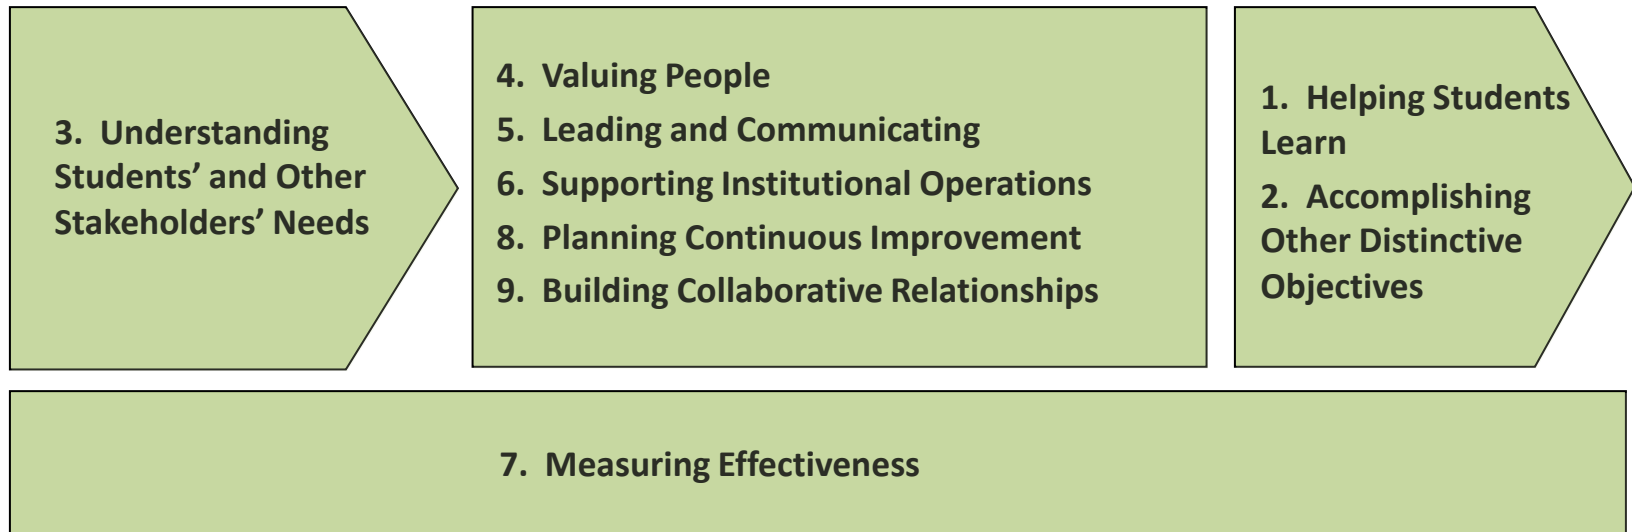 3. Understanding
Students’ and Other
Stakeholders’ Needs
4. Valuing People
5. Leading and Communicating
6. Supporting Institutional Operations
8. Planning Continuous Improvement
9. Building Collaborative Relationships
1. Helping Students
Learn
2. Accomplishing
Other Distinctive
Objectives
7. Measuring Effectiveness